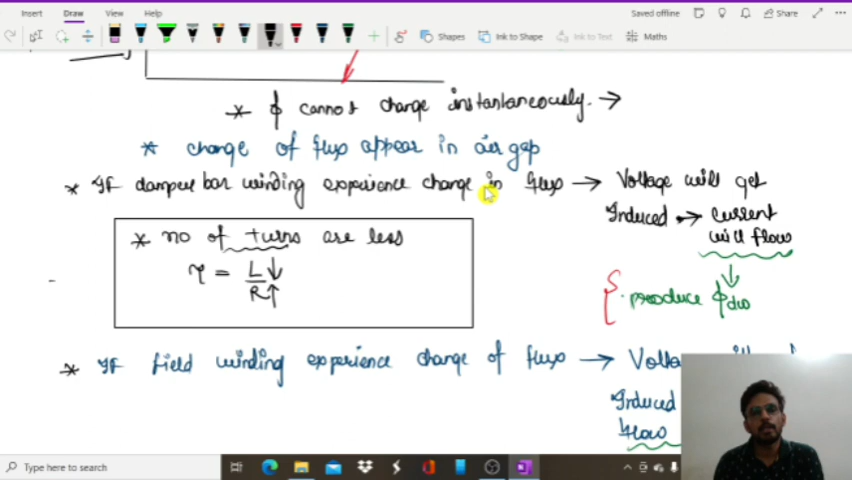 Insert Draw View Help Saved offline Share
Shapes Ink to Shape Ink to Text Maths
* ϕ cannot change instantaneously. →
* change of flux appear in air gap
* If damper bar winding experience change in flux → Voltage will get
Induced → current
will flow
* no of turns are less
τ = L↓
R↑
produce ϕdw
* If field winding experience change of flux →
Induced
flow
Type here to search